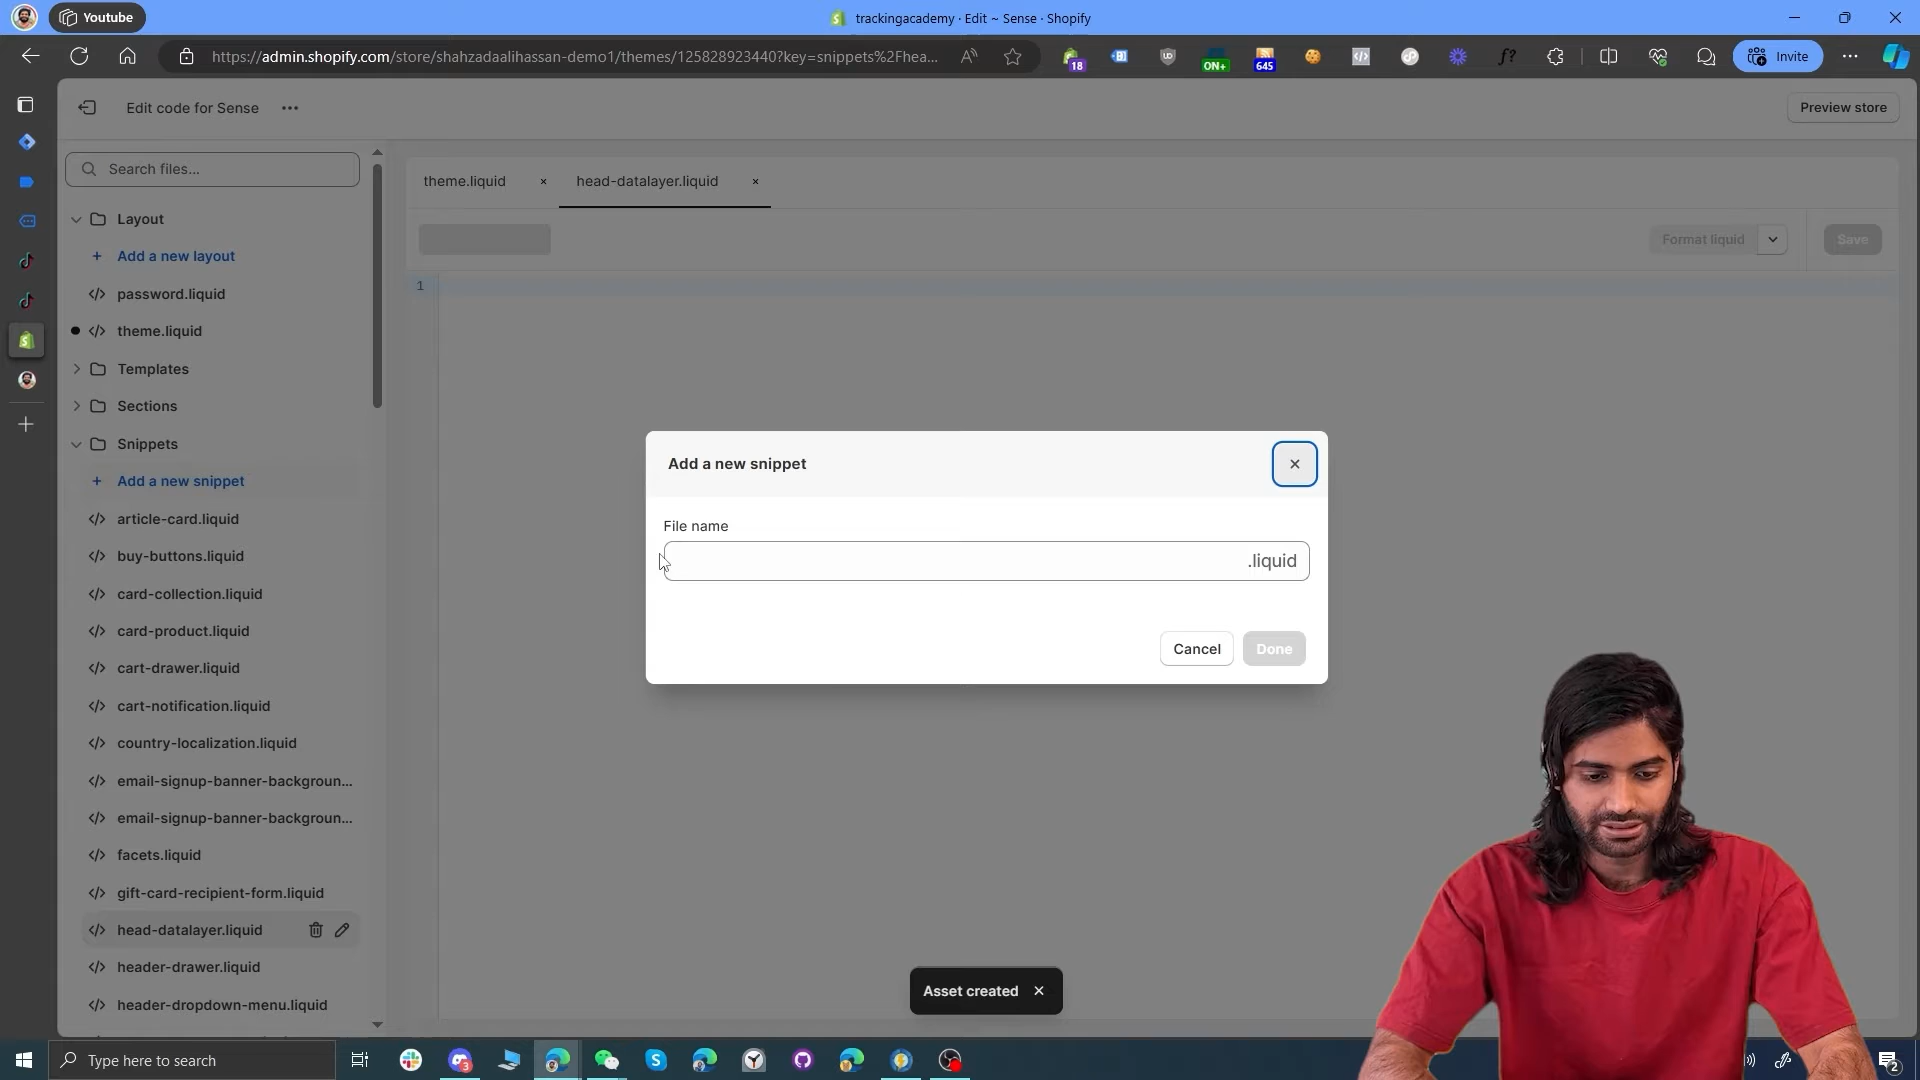 Youtube
trackingacademy · Edit ~ Sense · Shopify
https://admin.shopify.com/store/shahzadaalihassan-demo1/themes/125828923440?key=snippets%2Fhea...
18
ON+
645
Invite
Edit code for Sense
Preview store
Search files...
theme.liquid
head-datalayer.liquid
Layout
Format liquid
Save
Add a new layout
1
password.liquid
theme.liquid
Templates
Sections
Snippets
Add a new snippet
Add a new snippet
article-card.liquid
File name
buy-buttons.liquid
.liquid
card-collection.liquid
card-product.liquid
Cancel
Done
cart-drawer.liquid
cart-notification.liquid
country-localization.liquid
email-signup-banner-backgroun...
email-signup-banner-backgroun...
facets.liquid
gift-card-recipient-form.liquid
head-datalayer.liquid
header-drawer.liquid
Asset created
header-dropdown-menu.liquid
Type here to search
3
2